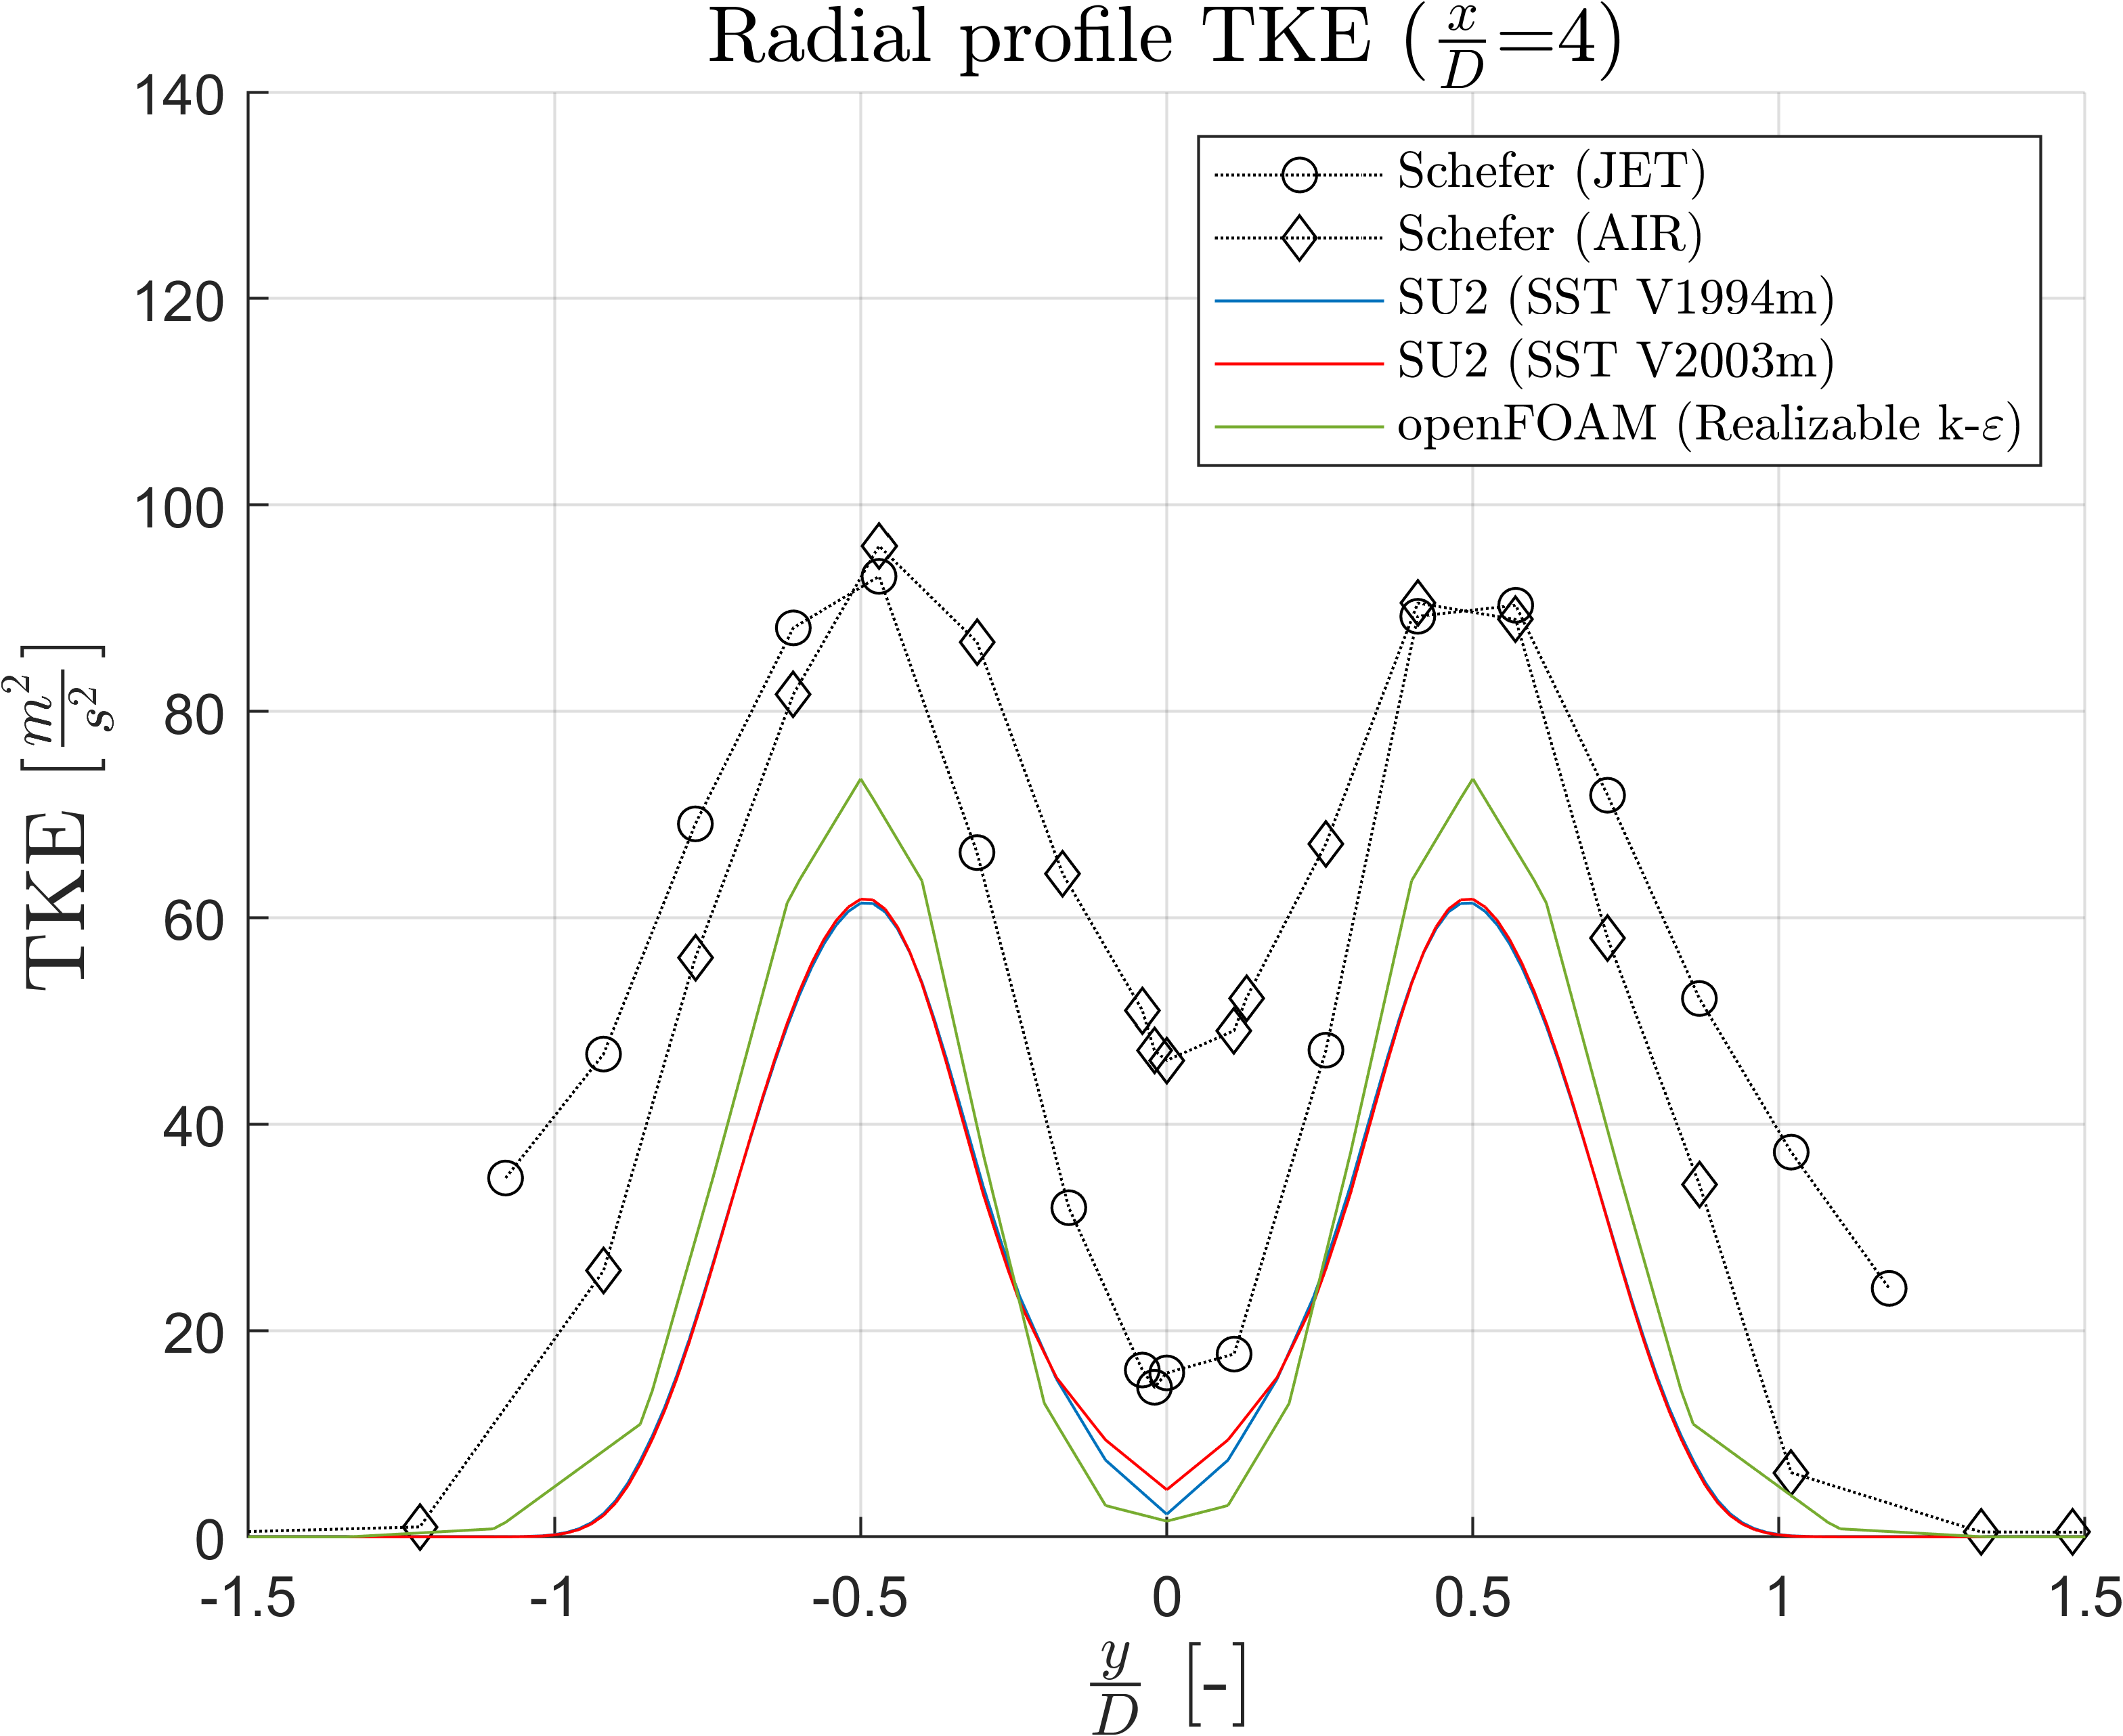 Radial profile TKE (x/D=4)
140
120
100
80
60
40
20
0
TKE [m²/s²]
Schefer (JET)
Schefer (AIR)
SU2 (SST V1994m)
SU2 (SST V2003m)
openFOAM (Realizable k-ε)
-1.5 -1 -0.5 0 0.5 1 1.5
y/D [-]